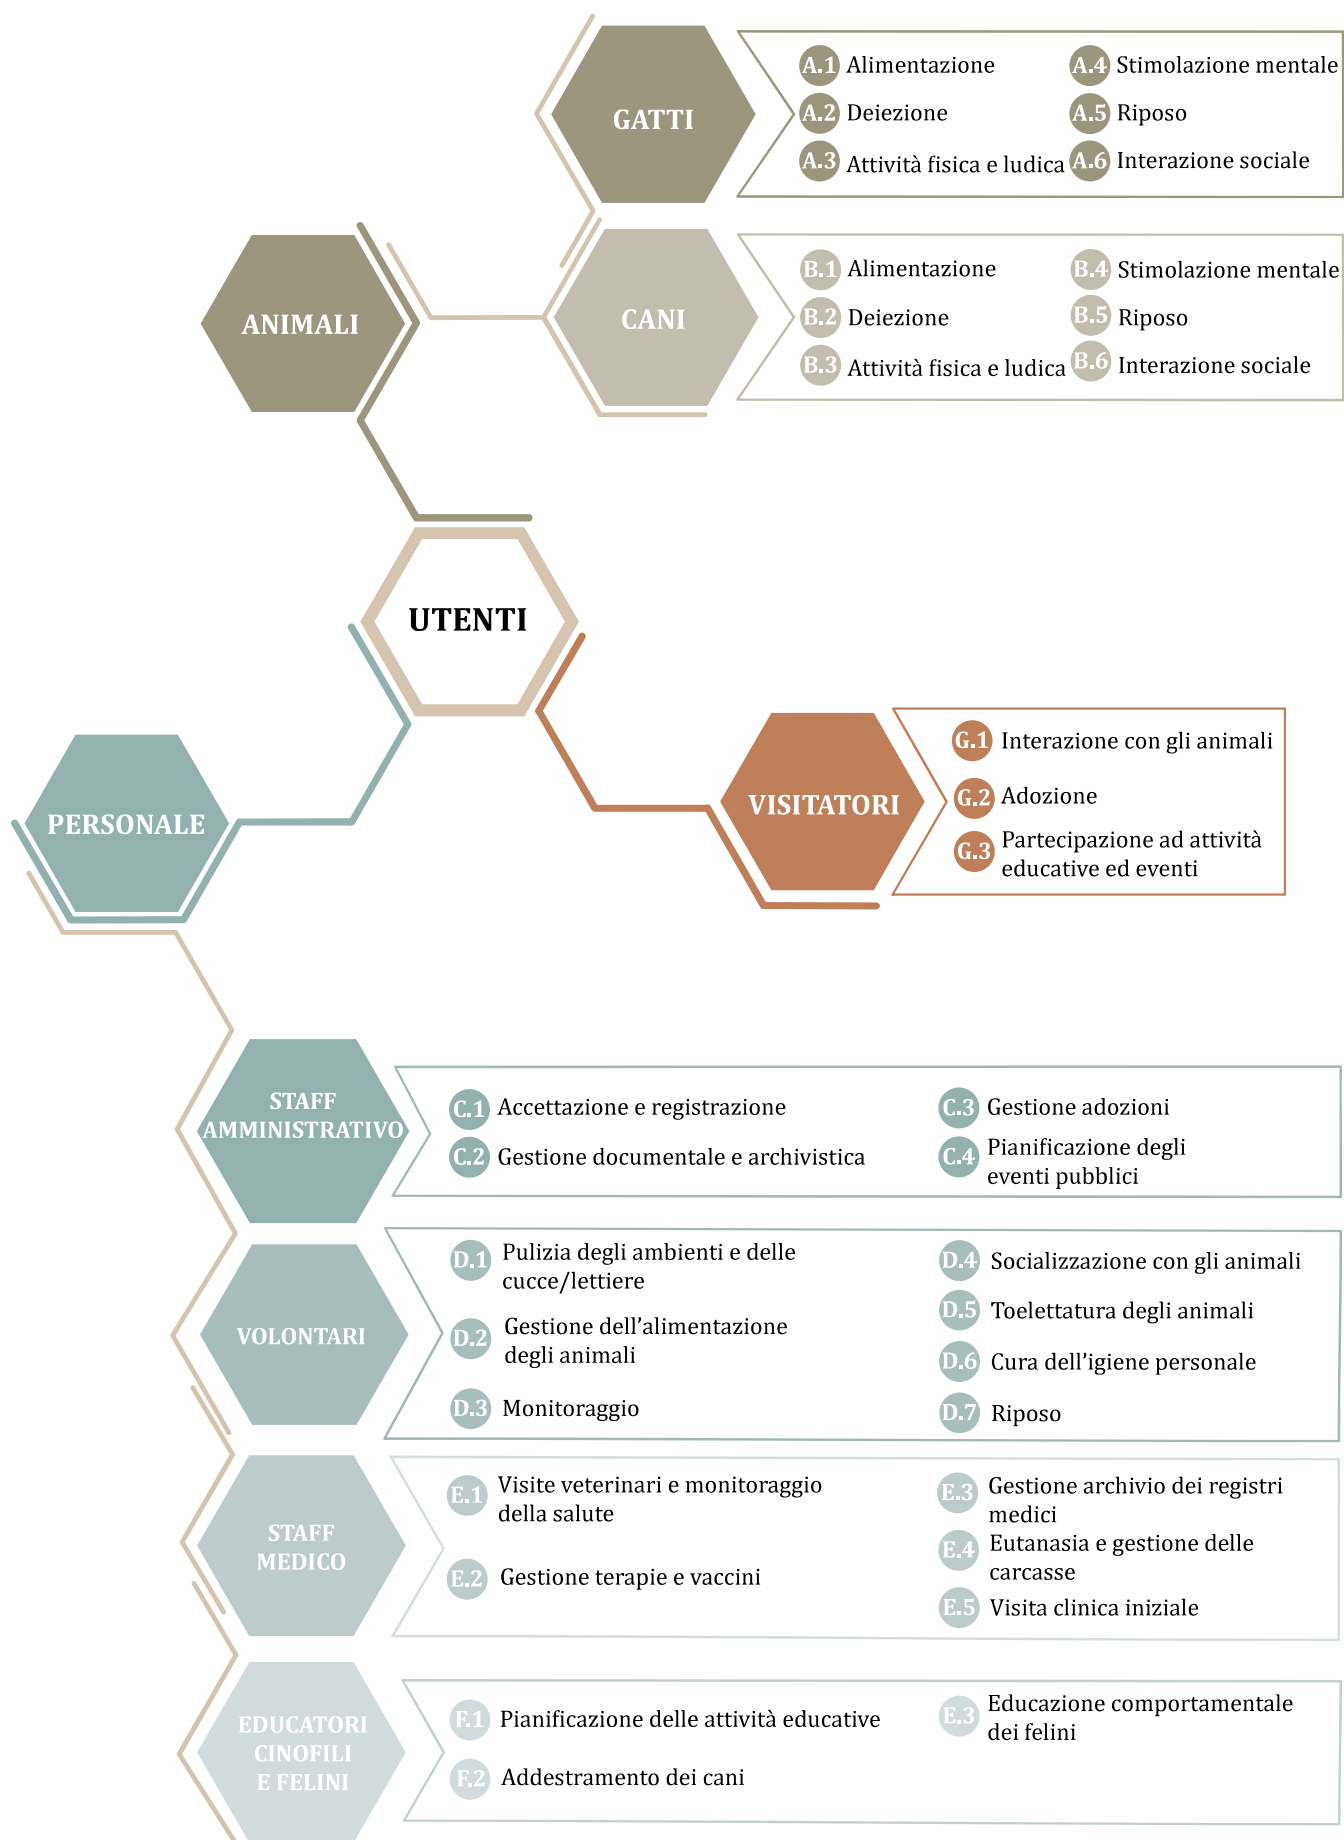 GATTI
A.1 Alimentazione
A.2 Deiezione
A.3 Attività fisica e ludica
A.4 Stimolazione mentale
A.5 Riposo
A.6 Interazione sociale
ANIMALI
CANI
B.1 Alimentazione
B.2 Deiezione
B.3 Attività fisica e ludica
B.4 Stimolazione mentale
B.5 Riposo
B.6 Interazione sociale
UTENTI
PERSONALE
VISITATORI
G.1 Interazione con gli animali
G.2 Adozione
G.3 Partecipazione ad attività
educative ed eventi
STAFF
AMMINISTRATIVO
C.1 Accettazione e registrazione
C.2 Gestione documentale e archivistica
C.3 Gestione adozioni
C.4 Pianificazione degli
eventi pubblici
VOLONTARI
D.1 Pulizia degli ambienti e delle
cucce/lettiere
D.2 Gestione dell'alimentazione
degli animali
D.3 Monitoraggio
D.4 Socializzazione con gli animali
D.5 Toelettatura degli animali
D.6 Cura dell'igiene personale
D.7 Riposo
STAFF
MEDICO
E.1 Visite veterinari e monitoraggio
della salute
E.2 Gestione terapie e vaccini
E.3 Gestione archivio dei registri
medici
E.4 Eutanasia e gestione delle
carcasse
E.5 Visita clinica iniziale
EDUCATORI
CINOFILI
E FELINI
F.1 Pianificazione delle attività educative
F.2 Addestramento dei cani
E.3 Educazione comportamentale
dei felini